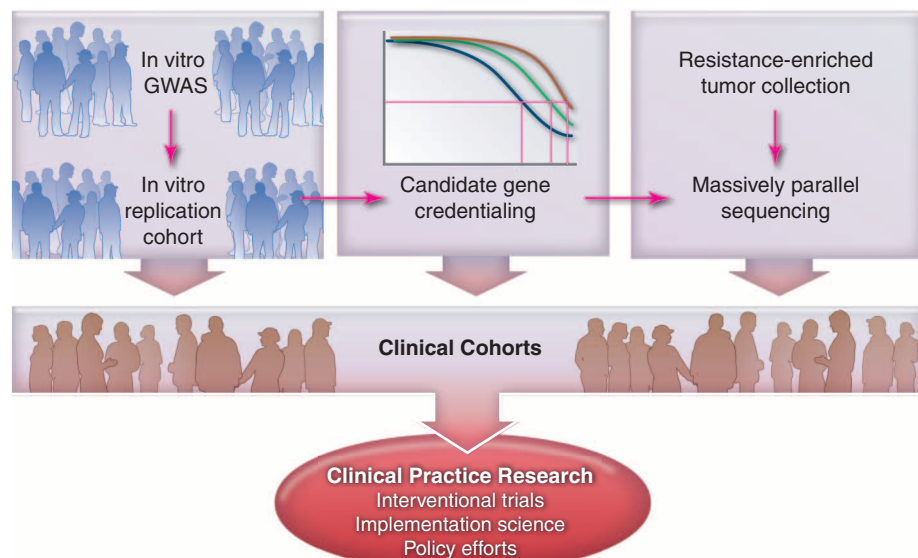 In vitro
GWAS
In vitro
replication
cohort
Candidate gene
credentialing
Resistance-enriched
tumor collection
Massively parallel
sequencing
Clinical Cohorts
Clinical Practice Research
Interventional trials
Implementation science
Policy efforts